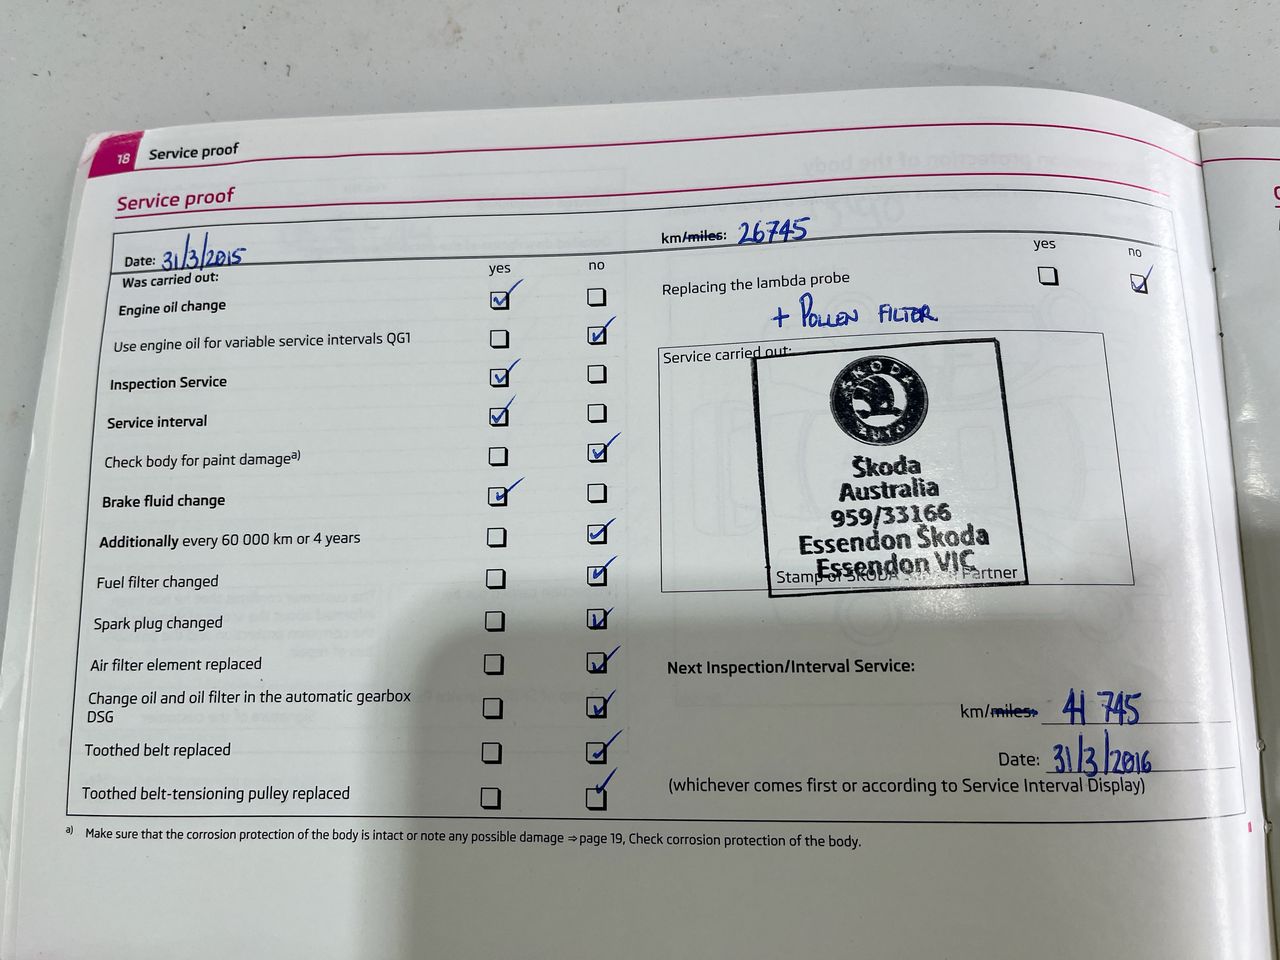 18 Service proof
Service proof
Date: 31/3/2015
km/miles: 26745
Was carried out:
yes no
Engine oil change
Use engine oil for variable service intervals QG1
Inspection Service
Service interval
Check body for paint damage a)
Brake fluid change
Additionally every 60 000 km or 4 years
Fuel filter changed
Spark plug changed
Air filter element replaced
Change oil and oil filter in the automatic gearbox
DSG
Toothed belt replaced
Toothed belt-tensioning pulley replaced
yes no
Replacing the lambda probe
+ POLLEN FILTER
Service carried out:
ŠKODA
AUTO
Škoda
Australia
959/33166
Essendon Škoda
Essendon VIC
Stamp of ŠKODA Partner
Next Inspection/Interval Service:
km/miles: 41 745
Date: 31/3/2016
(whichever comes first or according to Service Interval Display)
a) Make sure that the corrosion protection of the body is intact or note any possible damage ⇒ page 19, Check corrosion protection of the body.